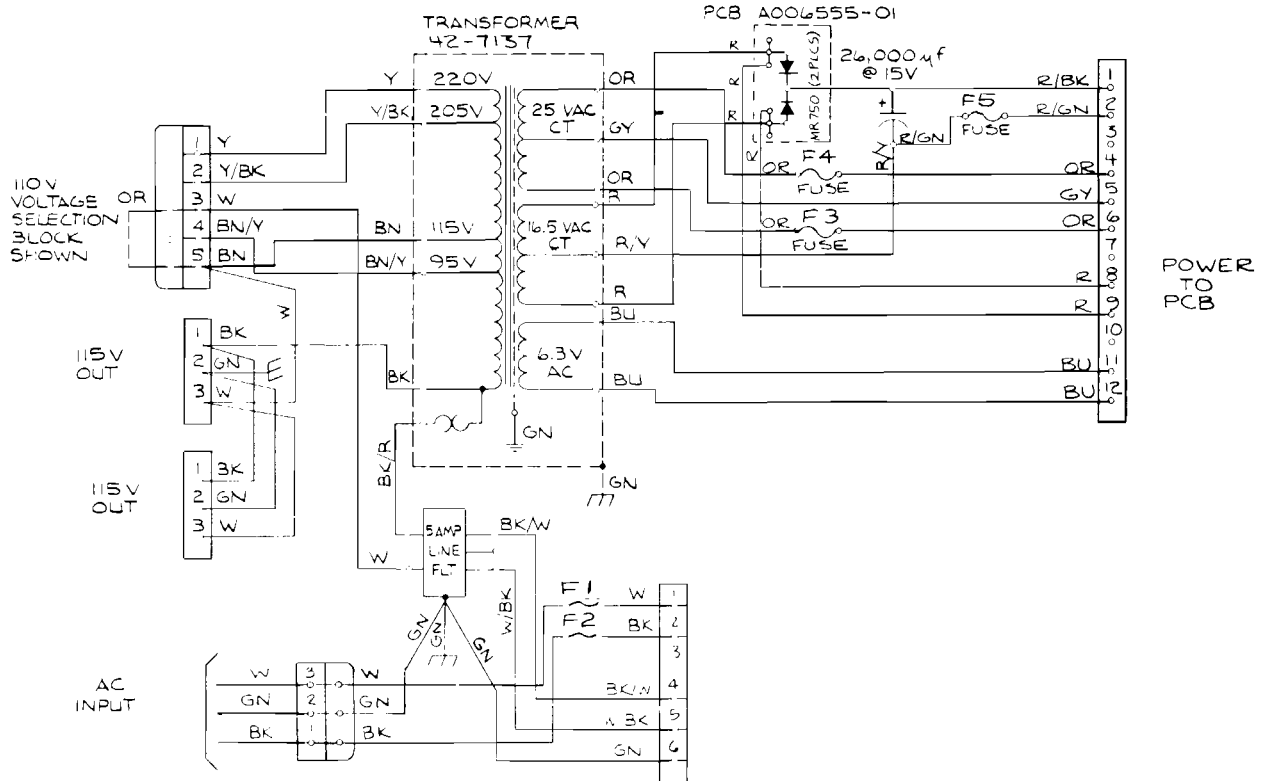 PCB A006555-01
TRANSFORMER
42-7137
MR750 (2 PLCS)
26,000 µf
@ 15V
Y
220V
OR
R
R
R
R
Y/BK
205V
25 VAC
CT
GY
R/BK
1
F5
FUSE
R/GN
2
R/GN
3
R/Y
1
Y
2
Y/BK
OR
OR
F4
FUSE
OR
4
GY
5
110V
VOLTAGE
SELECTION
BLOCK
SHOWN
OR
3
W
4
BN/Y
5
BN
BN
115V
R
16.5 VAC
CT
R/Y
OR
F3
FUSE
OR
6
7
BN/Y
95V
R
R
8
R
9
POWER
TO
PCB
W
BU
10
115V
OUT
1
BK
2
GN
3
W
6.3V
AC
BU
11
BK
BU
BU
12
GN
BK/R
GN
115V
OUT
1
BK
2
GN
3
W
5 AMP
LINE
FLT
BK/W
W
W/BK
F1
W
1
F2
BK
2
3
GN
GN
GN
AC
INPUT
W
3
W
BK/W
4
GN
2
GN
5
BK
1
BK
GN
6